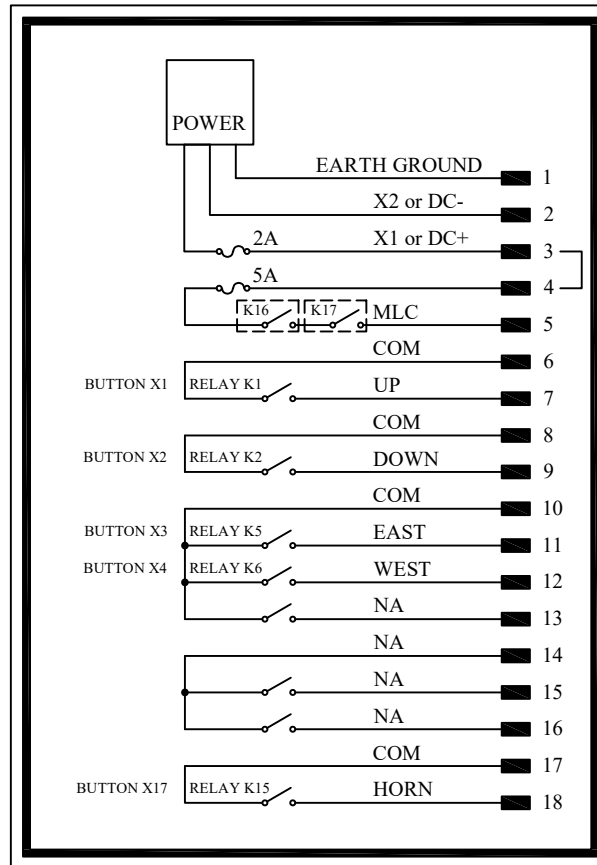 POWER
EARTH GROUND 1
X2 or DC- 2
2A X1 or DC+ 3
5A 4
K16 K17 MLC 5
COM 6
BUTTON X1 RELAY K1 UP 7
COM 8
BUTTON X2 RELAY K2 DOWN 9
COM 10
BUTTON X3 RELAY K5 EAST 11
BUTTON X4 RELAY K6 WEST 12
NA 13
NA 14
NA 15
NA 16
COM 17
BUTTON X17 RELAY K15 HORN 18